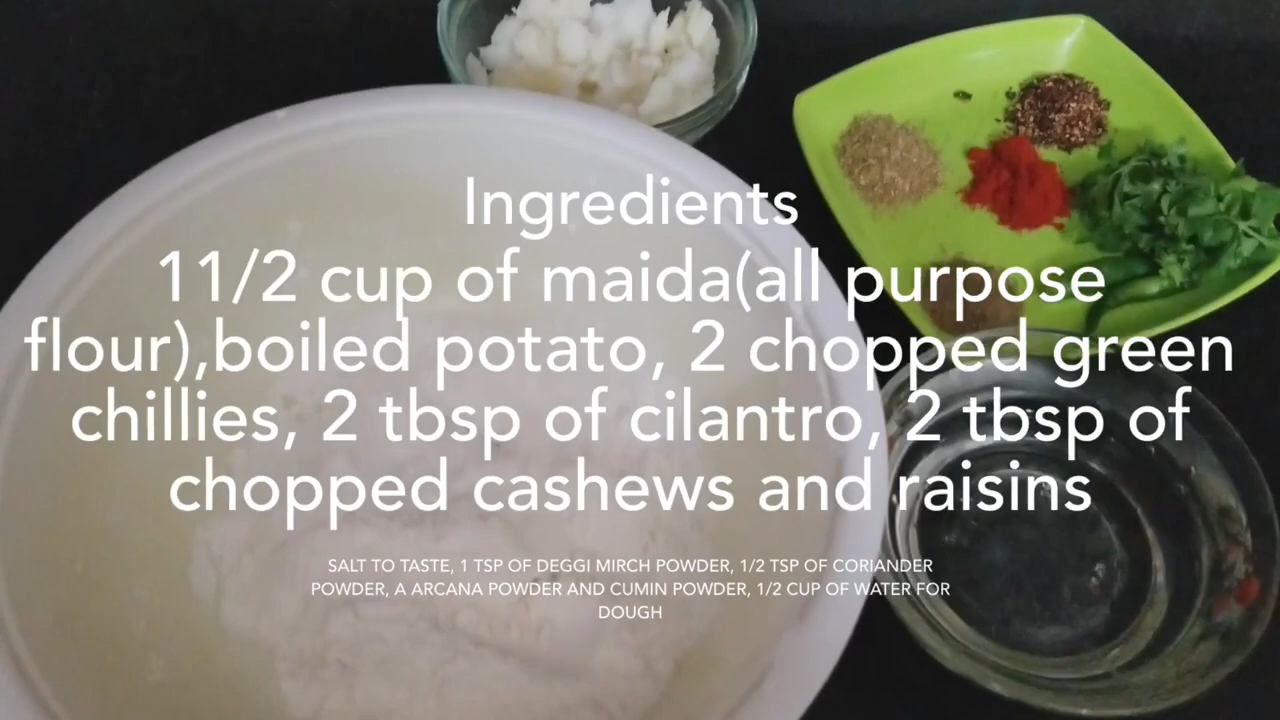 Ingredients
11/2 cup of maida(all purpose
flour),boiled potato, 2 chopped green
chillies, 2 tbsp of cilantro, 2 tbsp of
chopped cashews and raisins
SALT TO TASTE, 1 TSP OF DEGGI MIRCH POWDER, 1/2 TSP OF CORIANDER
POWDER, A ARCANA POWDER AND CUMIN POWDER, 1/2 CUP OF WATER FOR
DOUGH